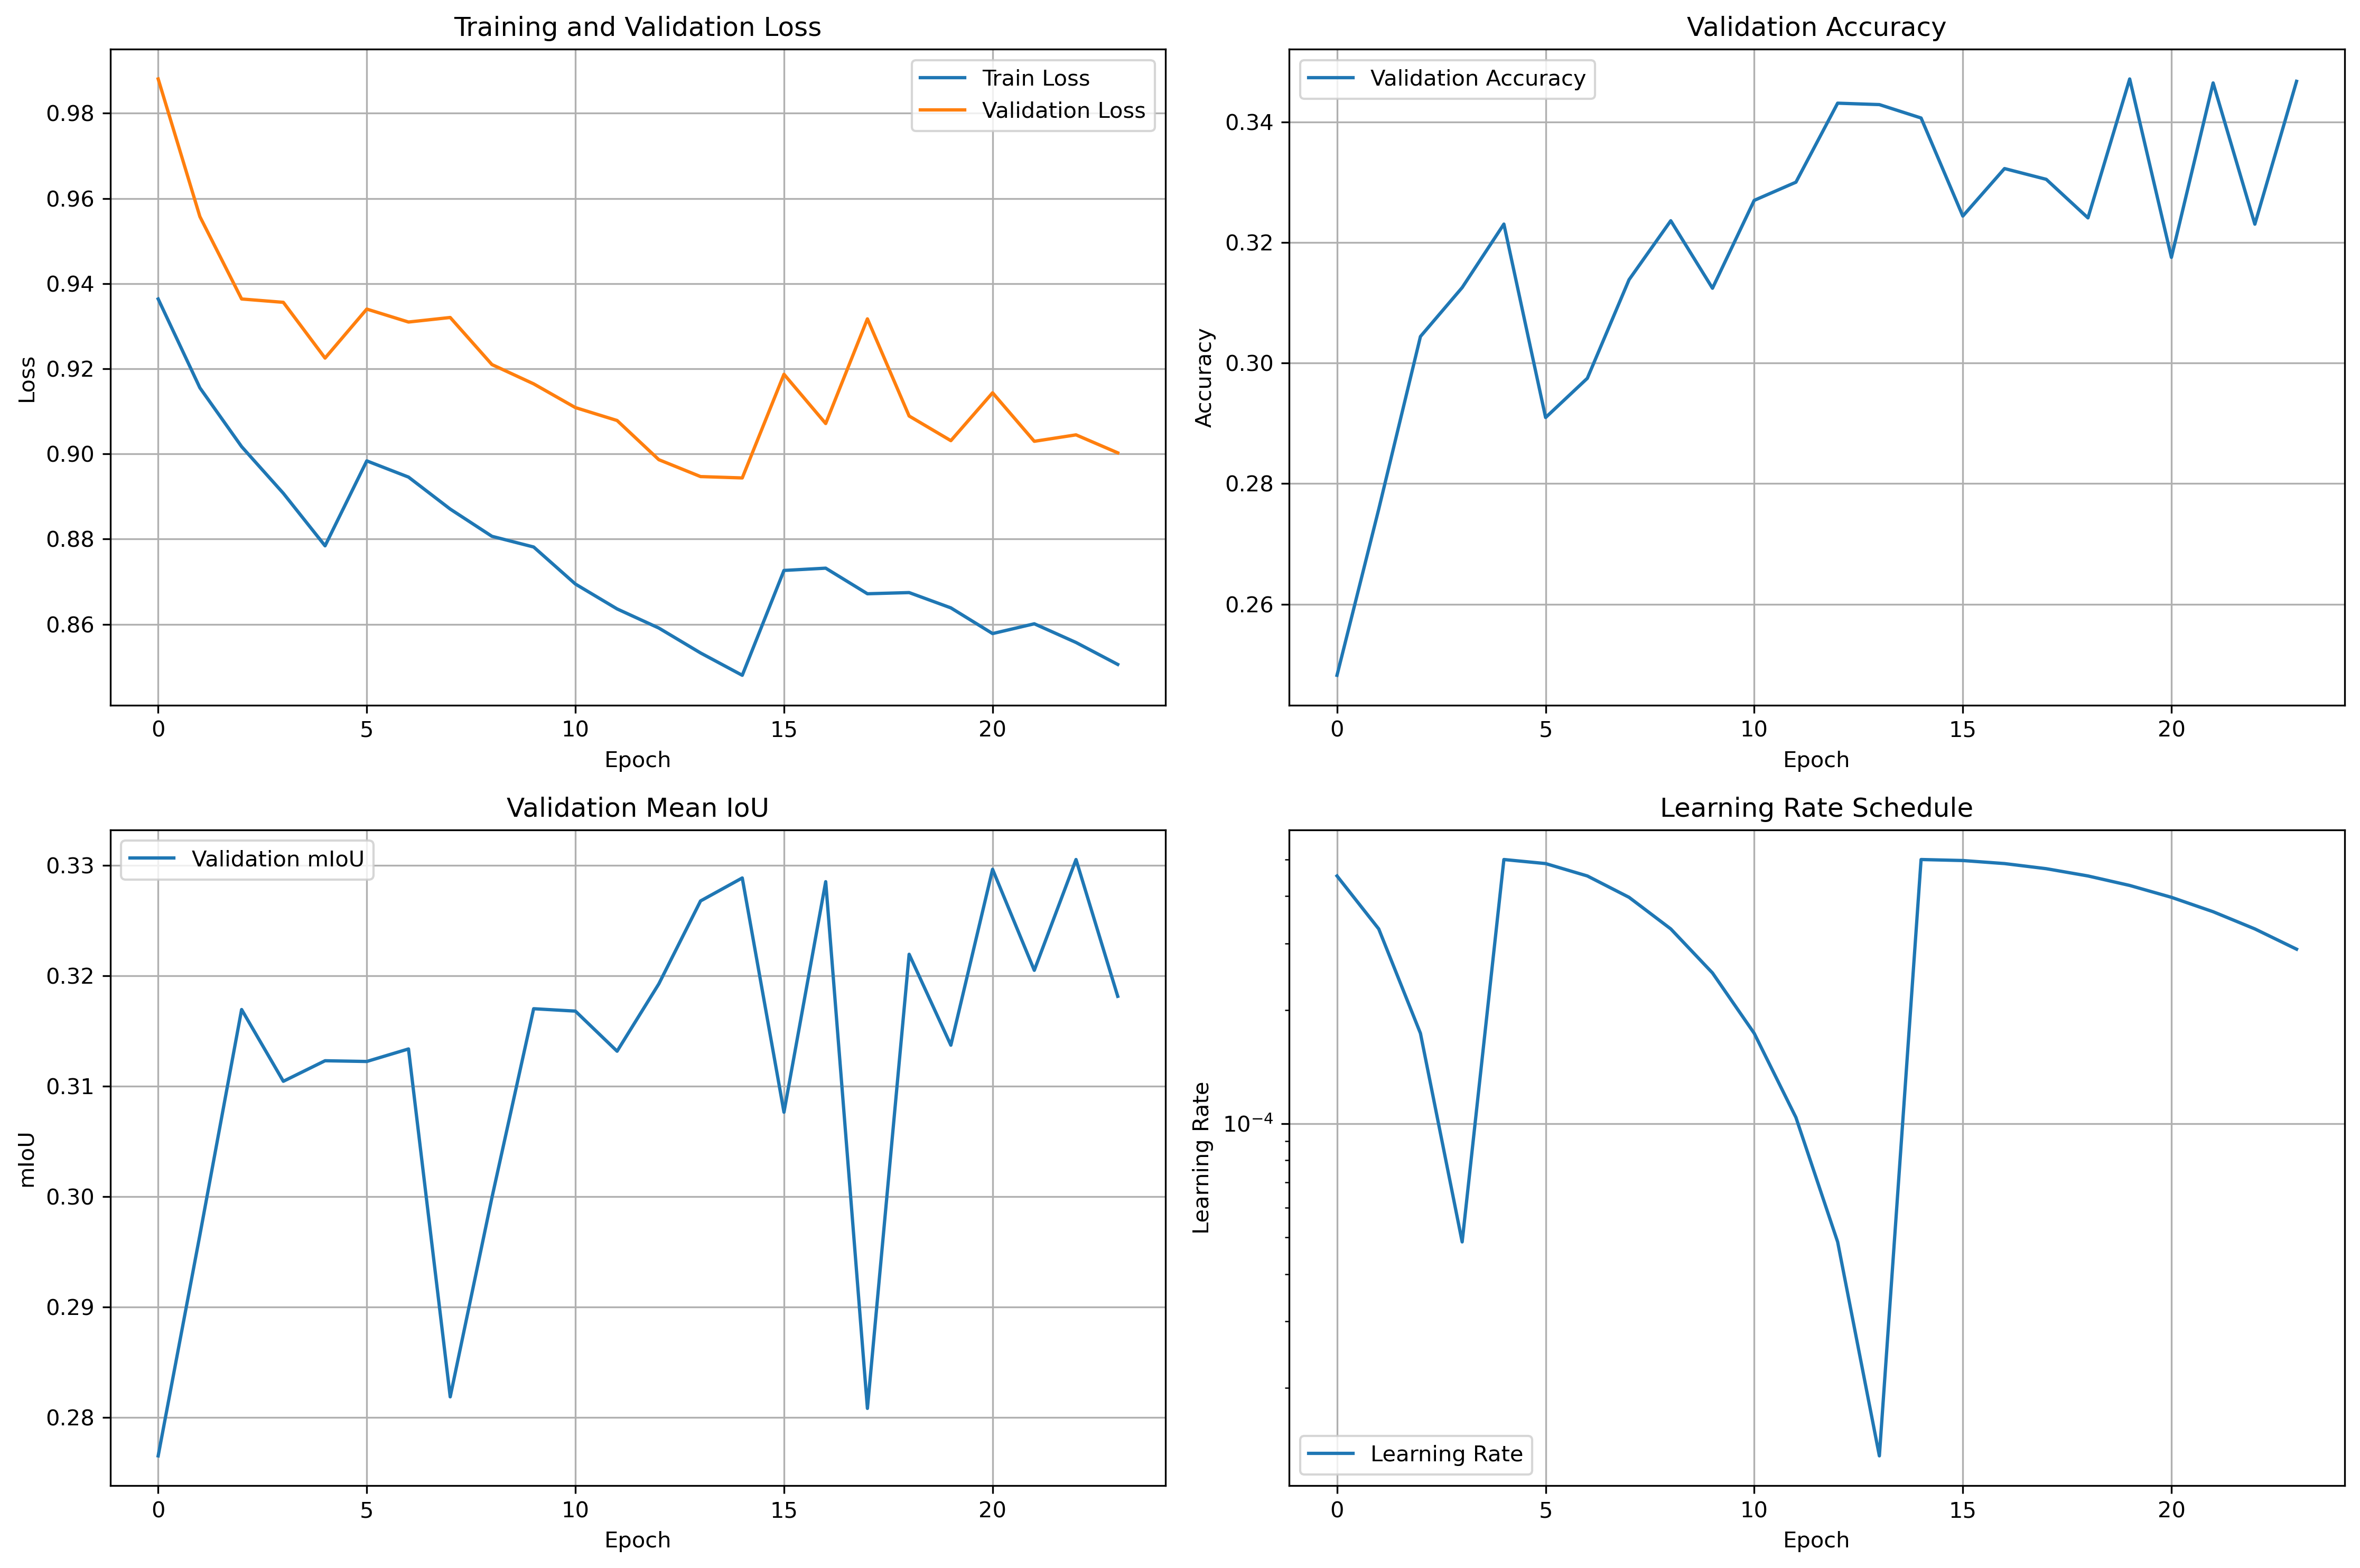 Training and Validation Loss
Train Loss
Validation Loss
0.98
0.96
0.94
0.92
0.90
0.88
0.86
Loss
0 5 10 15 20
Epoch
Validation Accuracy
Validation Accuracy
0.34
0.32
0.30
0.28
0.26
Accuracy
0 5 10 15 20
Epoch
Validation Mean IoU
Validation mIoU
0.33
0.32
0.31
0.30
0.29
0.28
mIoU
0 5 10 15 20
Epoch
Learning Rate Schedule
10⁻⁴
Learning Rate
Learning Rate
0 5 10 15 20
Epoch